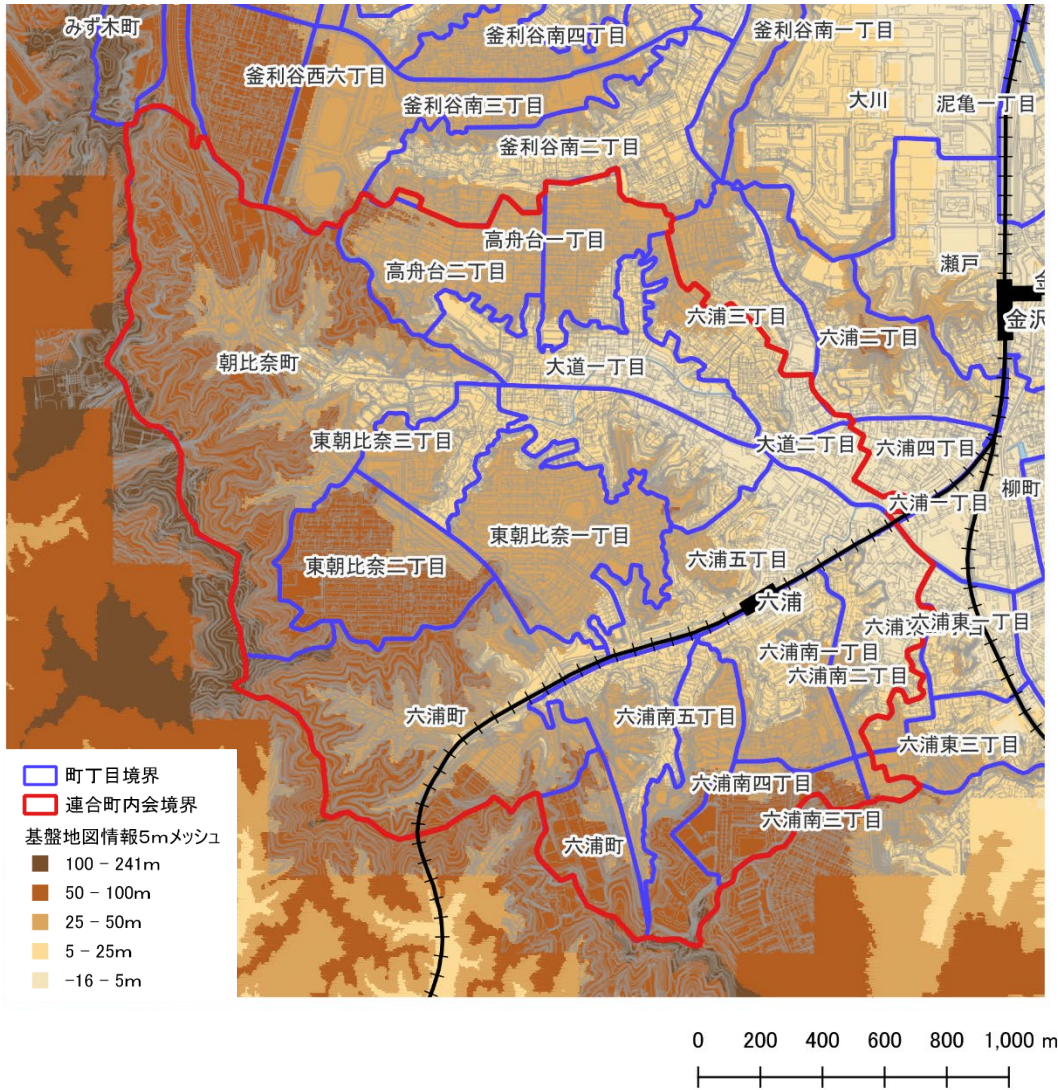 みず木町
釜利谷南四丁目
釜利谷南一丁目
釜利谷西六丁目
釜利谷南三丁目
大川
泥亀一丁目
釜利谷南二丁目
高舟台一丁目
高舟台二丁目
瀬戸
金沢
六浦三丁目
六浦二丁目
朝比奈町
大道一丁目
東朝比奈三丁目
大道二丁目
六浦四丁目
柳町
六浦一丁目
東朝比奈一丁目
東朝比奈二丁目
六浦五丁目
六浦
六浦東一丁目
六浦南一丁目
六浦南二丁目
六浦町
六浦南五丁目
六浦東三丁目
六浦南四丁目
六浦南三丁目
六浦町
町丁目境界
連合町内会境界
基盤地図情報5mメッシュ
100 - 241m
50 - 100m
25 - 50m
5 - 25m
-16 - 5m
0 200 400 600 800 1,000 m